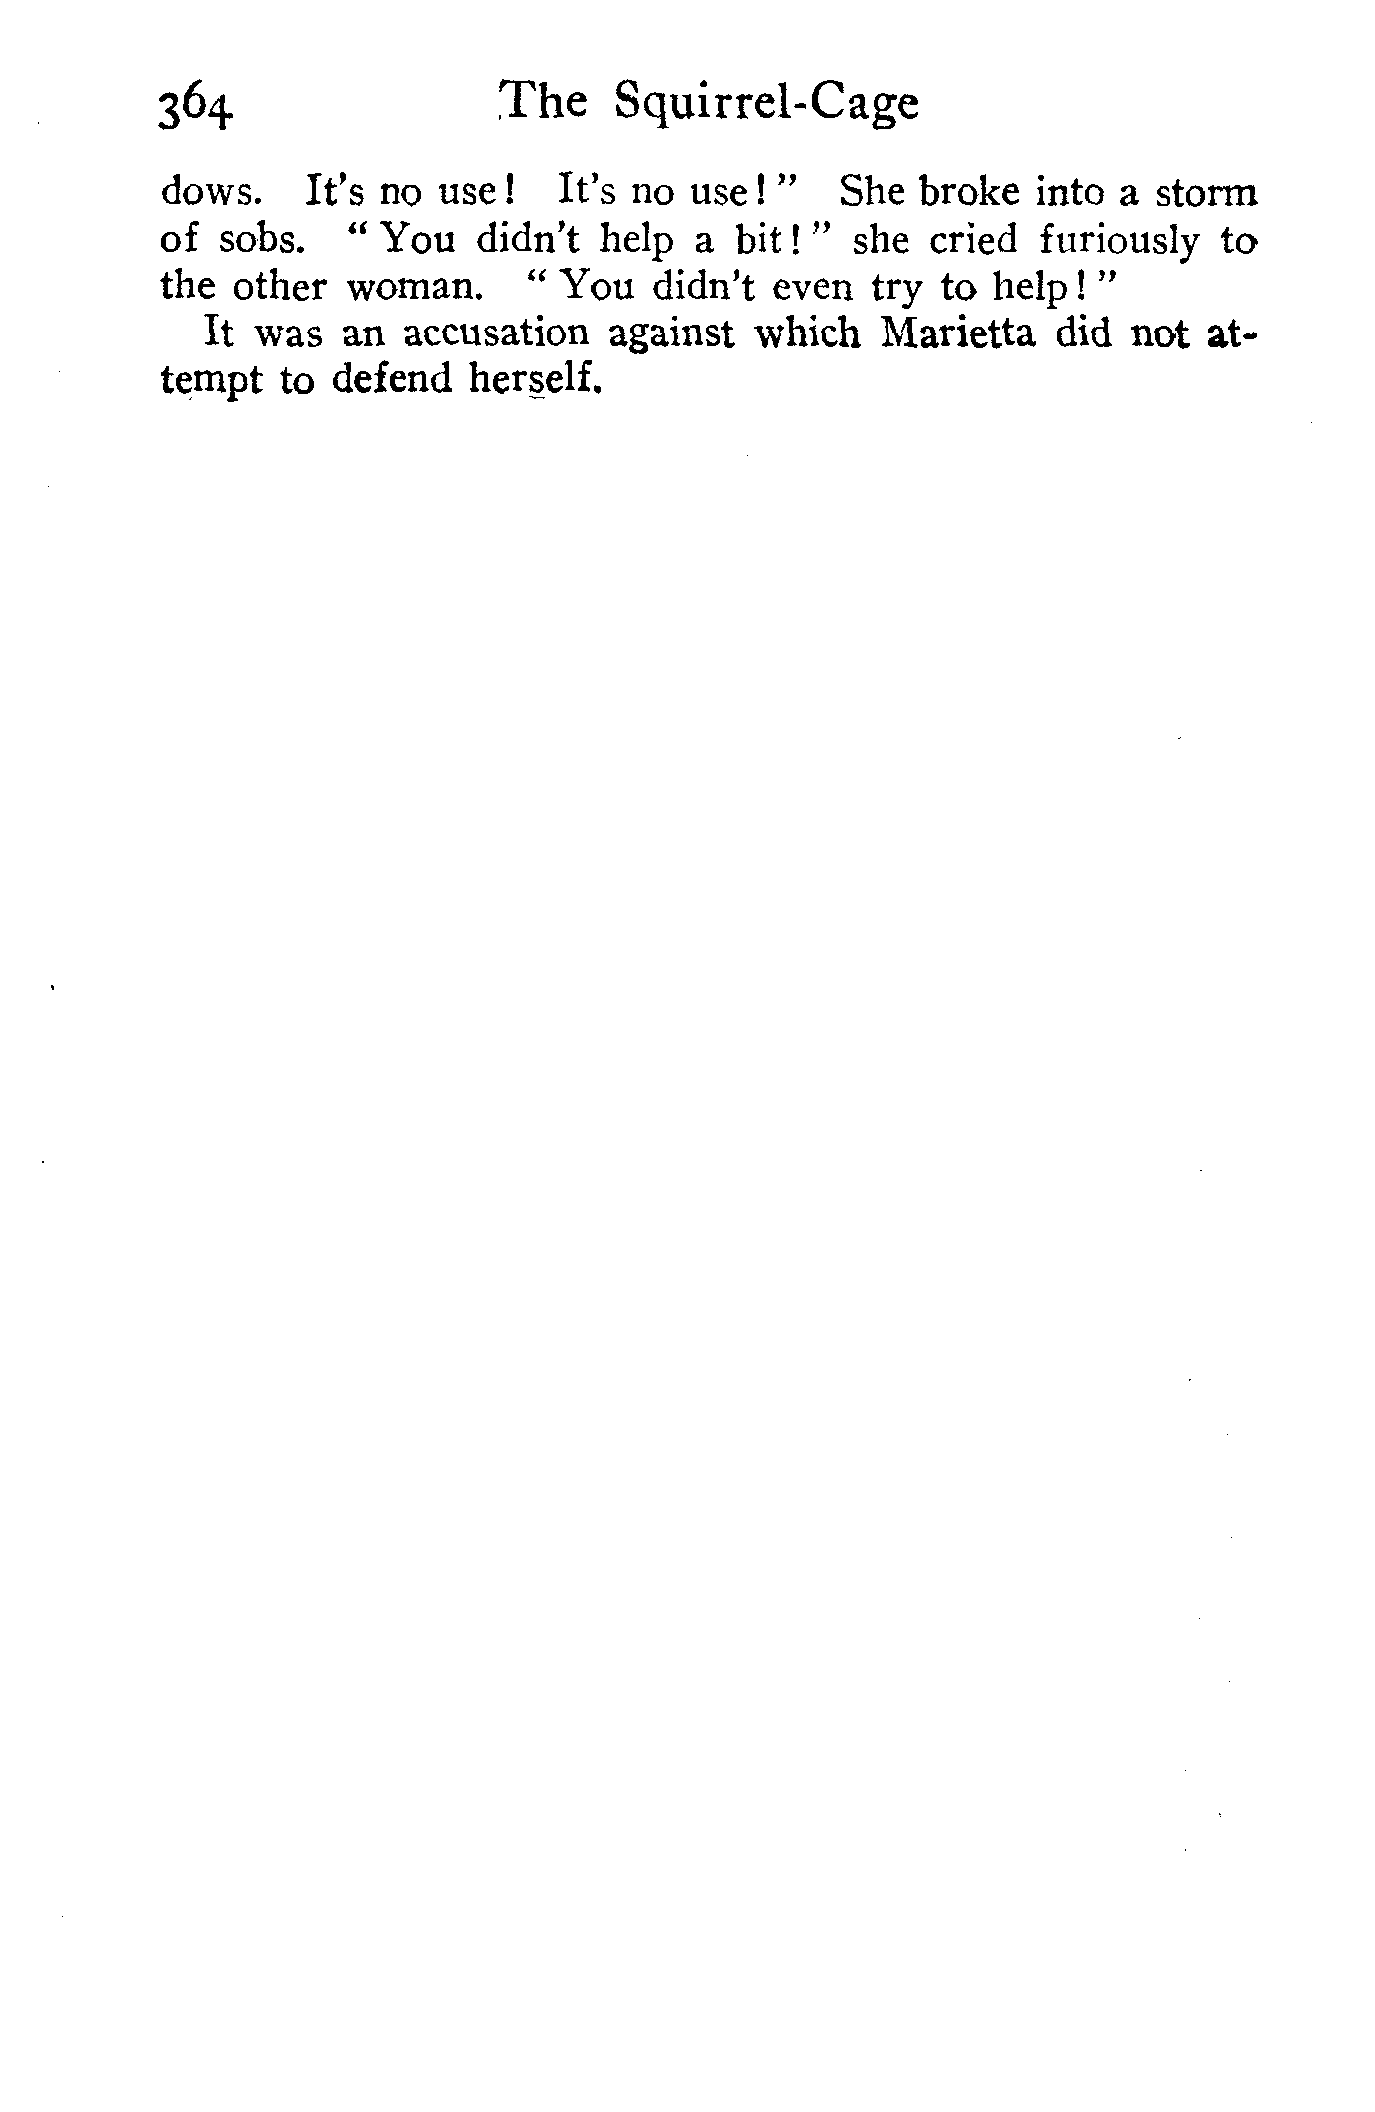 364 The Squirrel-Cage
dows. It's no use! It's no use!" She broke into a storm
of sobs. "You didn't help a bit!" she cried furiously to
the other woman. "You didn't even try to help!"
It was an accusation against which Marietta did not at-
tempt to defend herself.